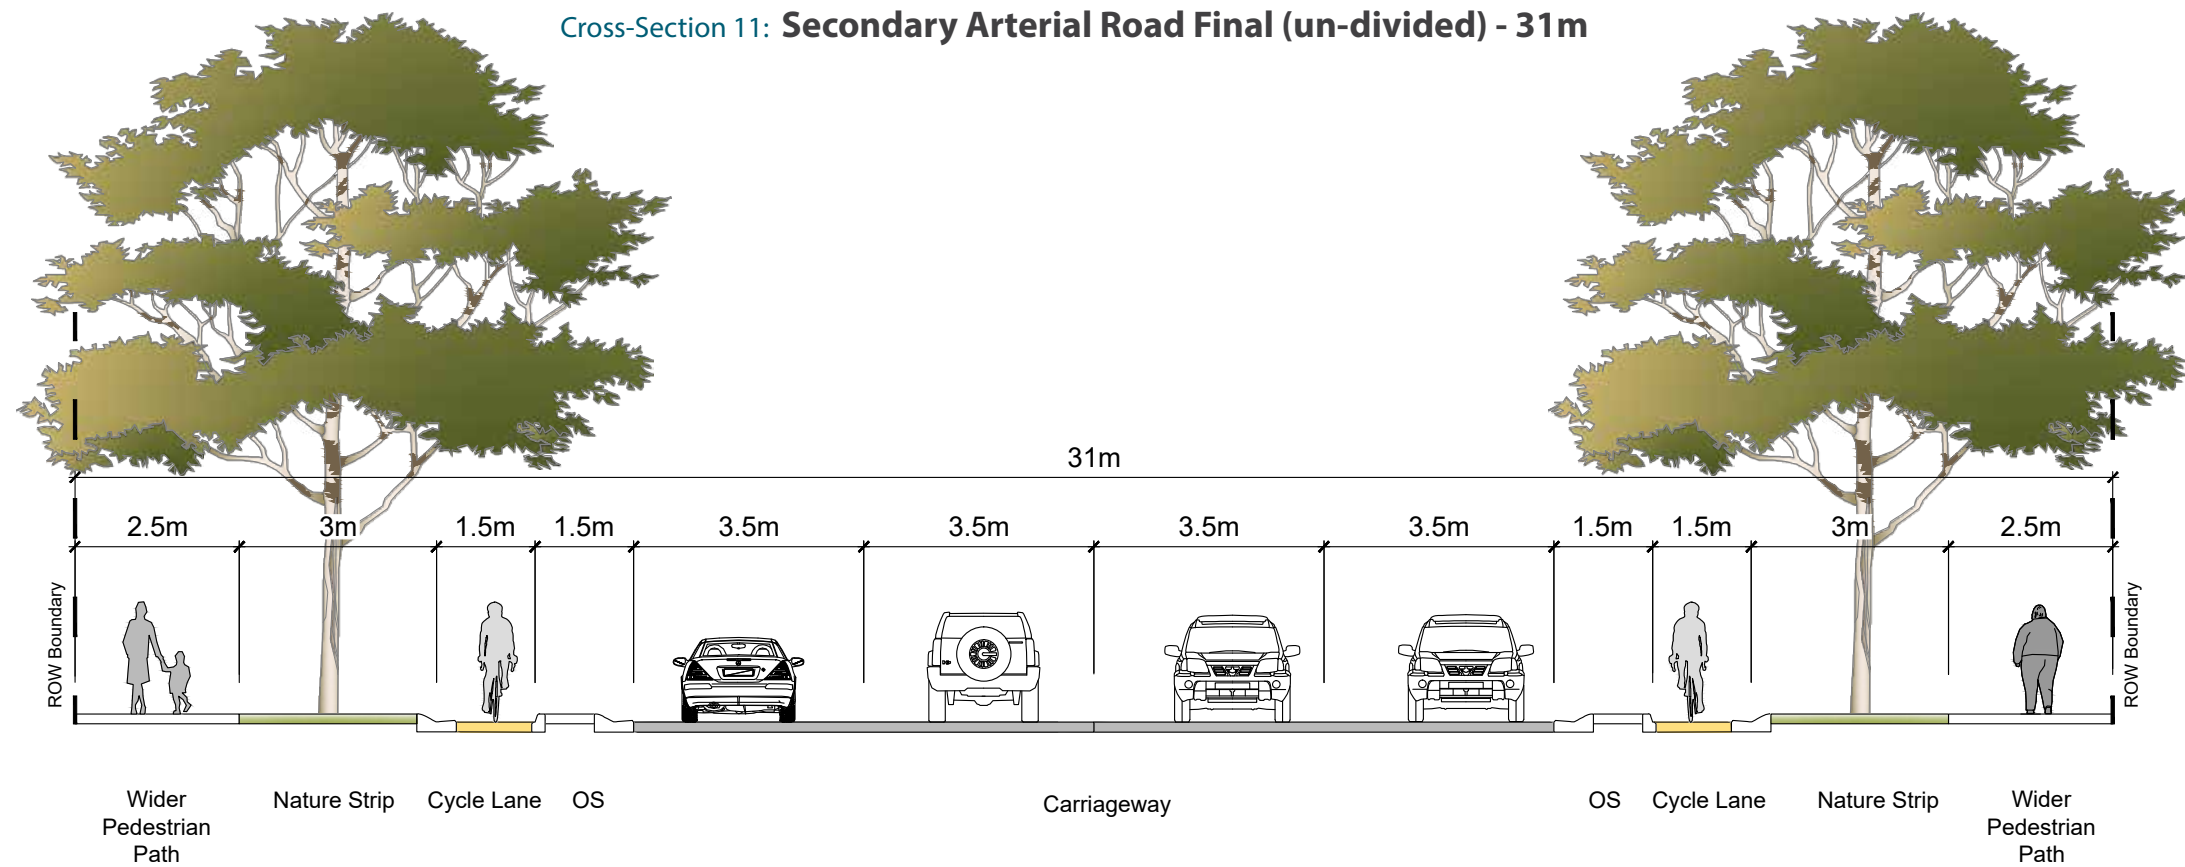 Cross-Section 11: Secondary Arterial Road Final (un-divided) - 31m
31m
2.5m 3m 1.5m 1.5m 3.5m 3.5m 3.5m 3.5m 1.5m 1.5m 3m 2.5m
ROW Boundary
ROW Boundary
Wider
Pedestrian
Path
Nature Strip
Cycle Lane
OS
Carriageway
OS
Cycle Lane
Nature Strip
Wider
Pedestrian
Path